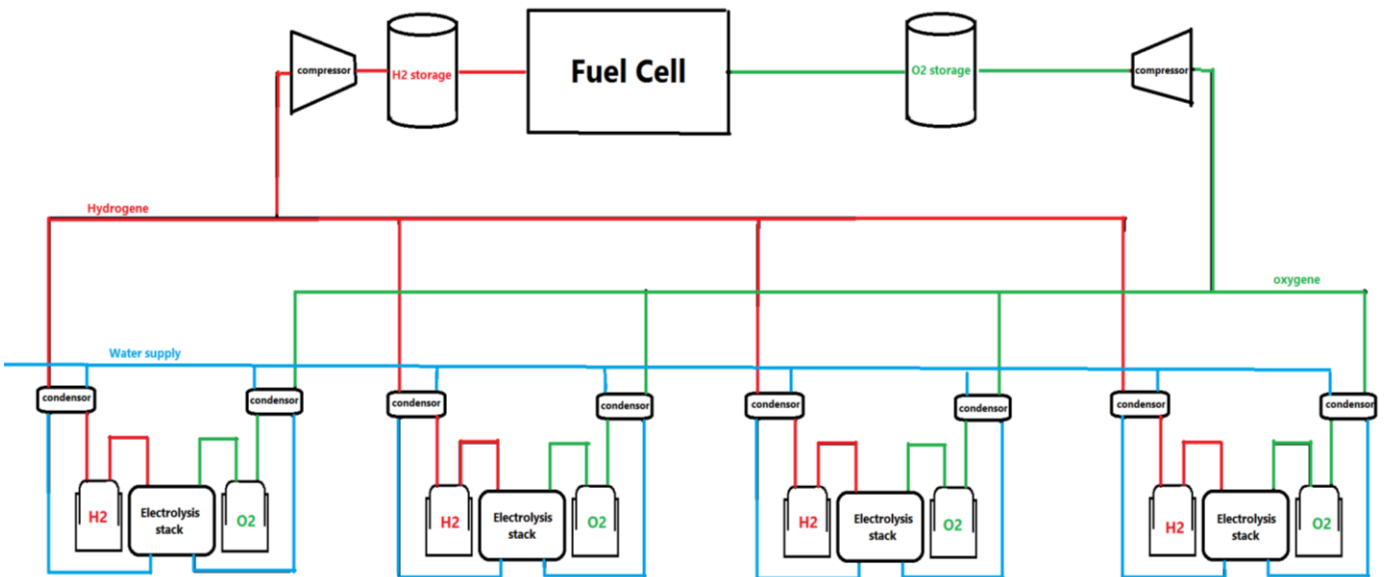 compressor
H2 storage
Fuel Cell
O2 storage
compressor
Hydrogene
oxygene
Water supply
condensor
condensor
condensor
condensor
condensor
condensor
condensor
condensor
H2
Electrolysis
stack
O2
H2
Electrolysis
stack
O2
H2
Electrolysis
stack
O2
H2
Electrolysis
stack
O2